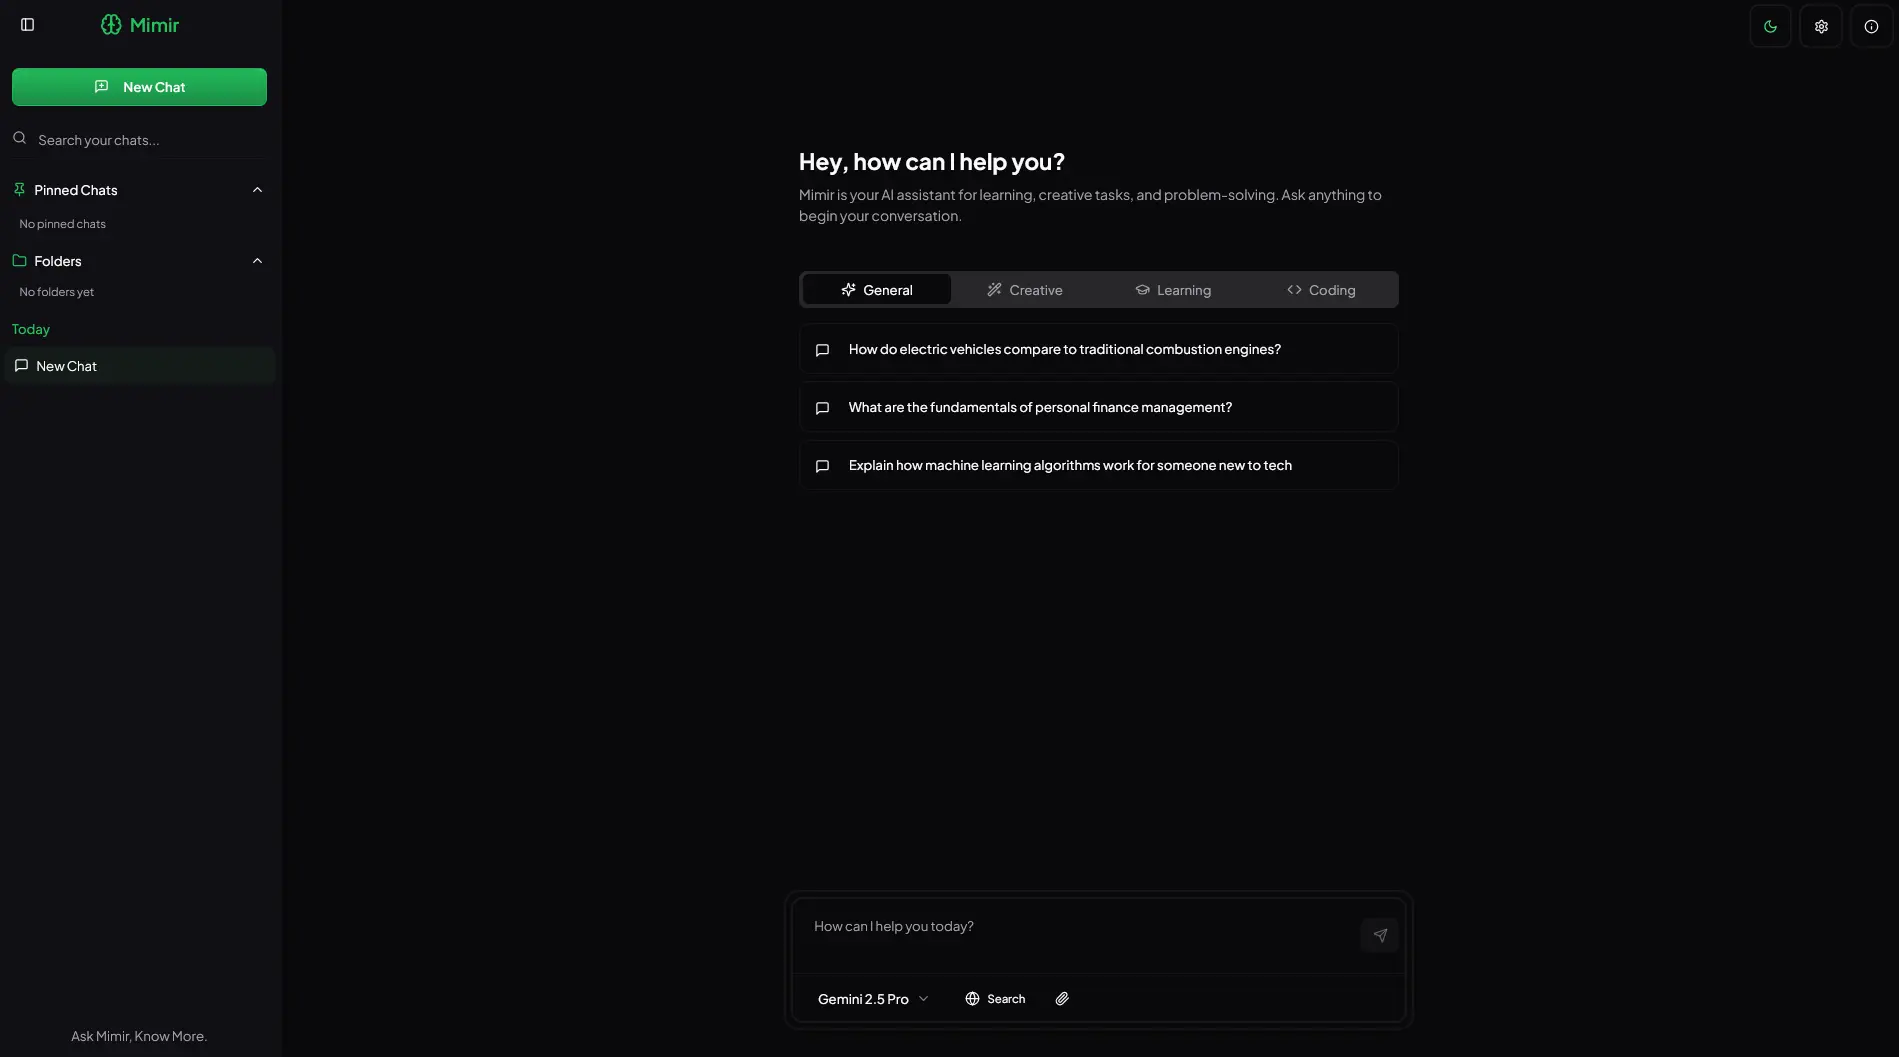 Mimir
New Chat
Search your chats...
Pinned Chats
No pinned chats
Folders
No folders yet
Today
New Chat
Ask Mimir, Know More.
Hey, how can I help you?
Mimir is your AI assistant for learning, creative tasks, and problem-solving. Ask anything to
begin your conversation.
General Creative Learning Coding
How do electric vehicles compare to traditional combustion engines?
What are the fundamentals of personal finance management?
Explain how machine learning algorithms work for someone new to tech
How can I help you today?
Gemini 2.5 Pro Search